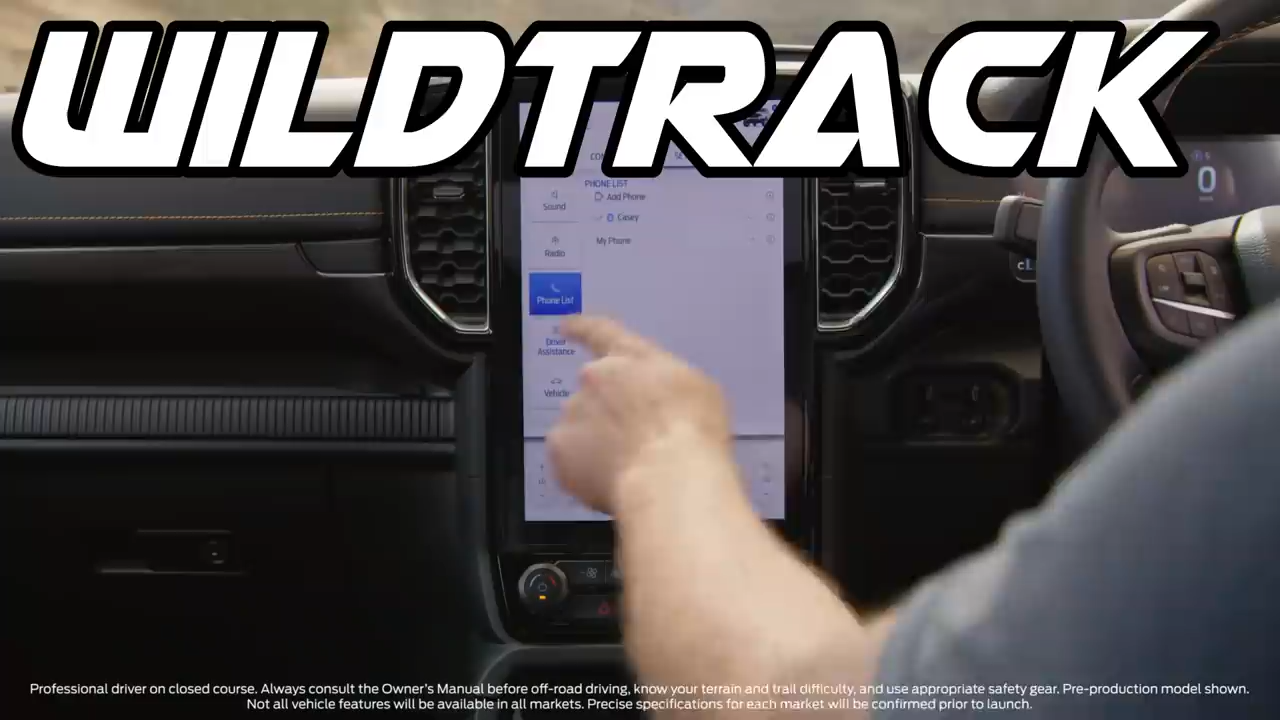 WILDTRACK
PHONE LIST
Add Phone
Sound
Casey
My Phone
Radio
Phone List
Driver
Assistance
Vehicle
0
Professional driver on closed course. Always consult the Owner's Manual before off-road driving, know your terrain and trail difficulty, and use appropriate safety gear. Pre-production model shown.
Not all vehicle features will be available in all markets. Precise specifications for each market will be confirmed prior to launch.